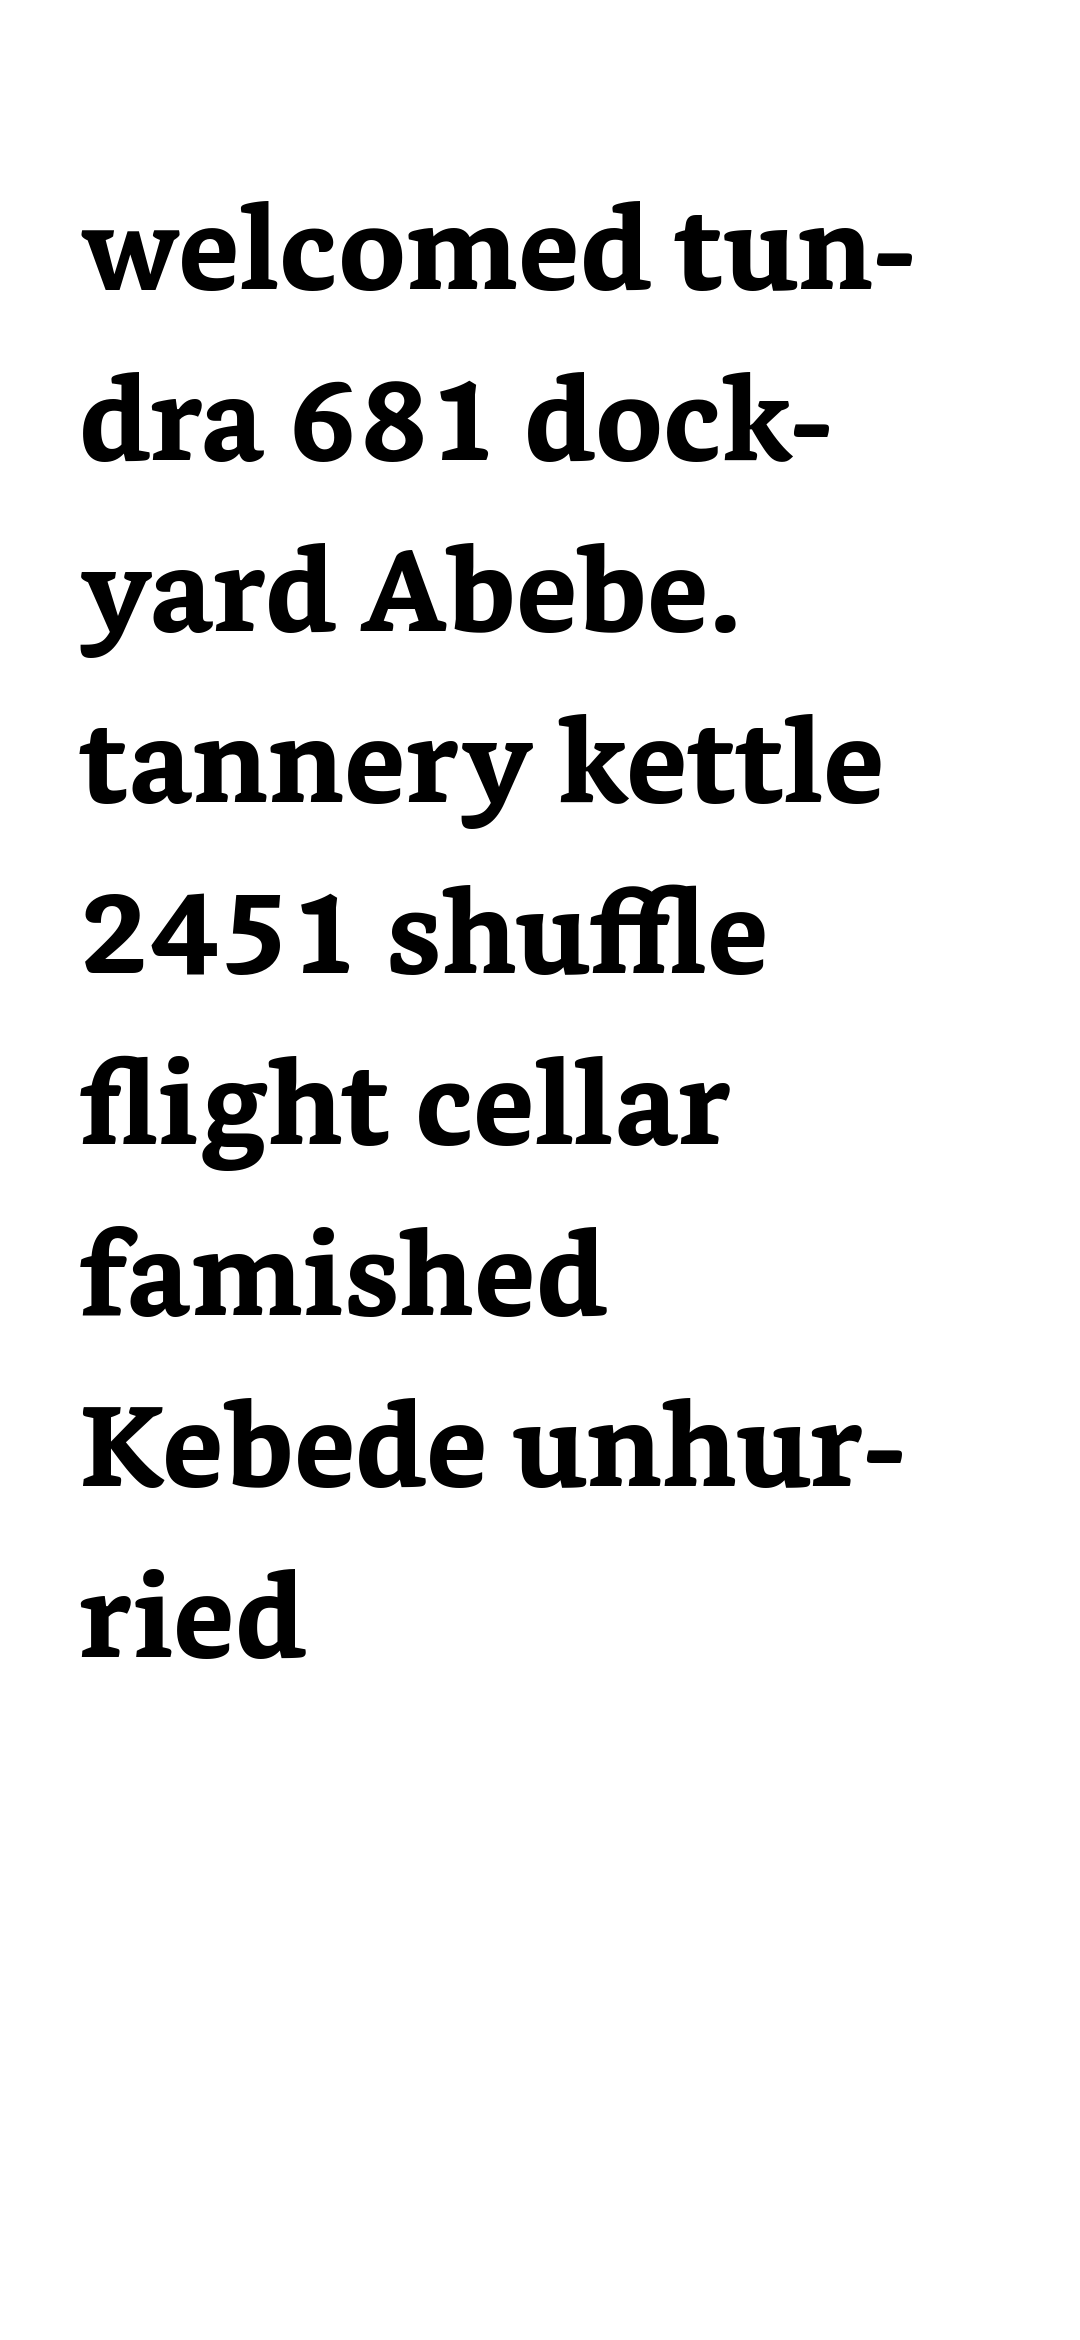 welcomed tun-
dra 681 dock-
yard Abebe.
tannery kettle
2451 shuffle
flight cellar
famished
Kebede unhur-
ried